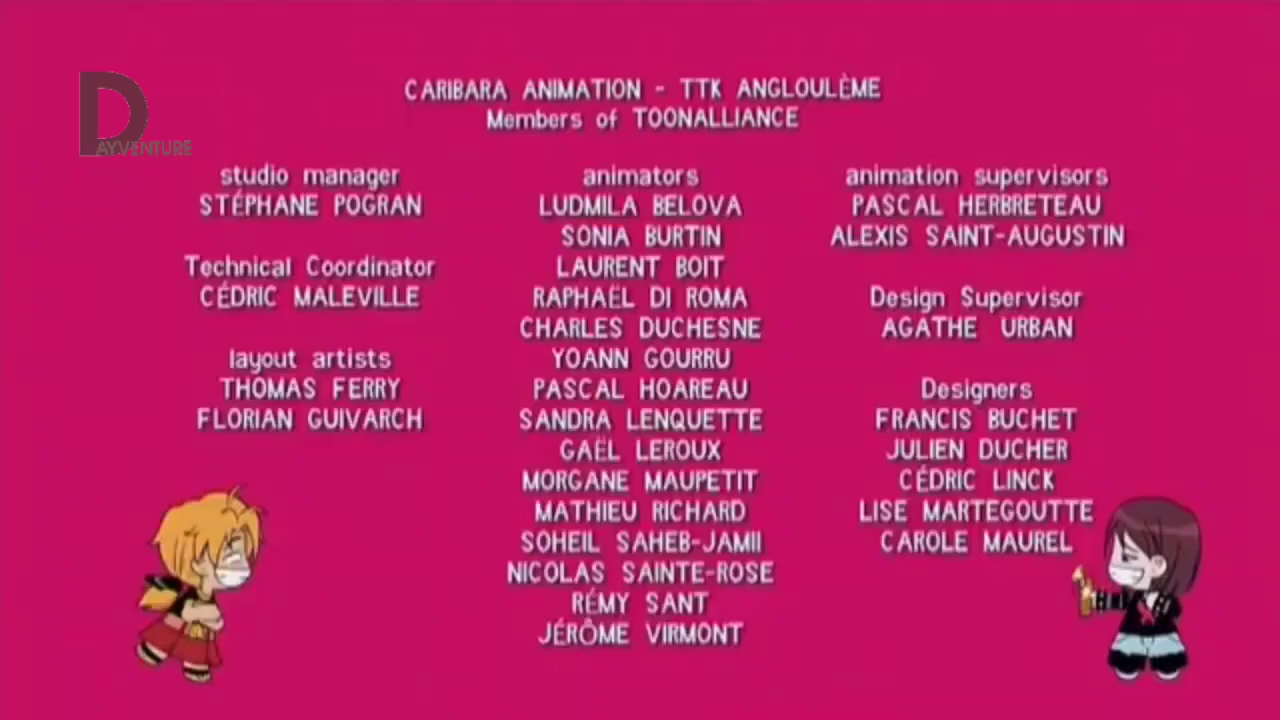 DAYVENTURE
CARIBARA ANIMATION - TTK ANGLOULÈME
Members of TOONALLIANCE
studio manager
STÉPHANE POGRAN
Technical Coordinator
CÉDRIC MALEVILLE
layout artists
THOMAS FERRY
FLORIAN GUIVARCH
animators
LUDMILA BELOVA
SONIA BURTIN
LAURENT BOIT
RAPHAËL DI ROMA
CHARLES DUCHESNE
YOANN GOURRU
PASCAL HOAREAU
SANDRA LENQUETTE
GAËL LEROUX
MORGANE MAUPETIT
MATHIEU RICHARD
SOHEIL SAHEB-JAMII
NICOLAS SAINTE-ROSE
RÉMY SANT
JÉRÔME VIRMONT
animation supervisors
PASCAL HERBRETEAU
ALEXIS SAINT-AUGUSTIN
Design Supervisor
AGATHE URBAN
Designers
FRANCIS BUCHET
JULIEN DUCHER
CÉDRIC LINCK
LISE MARTEGOUTTE
CAROLE MAUREL